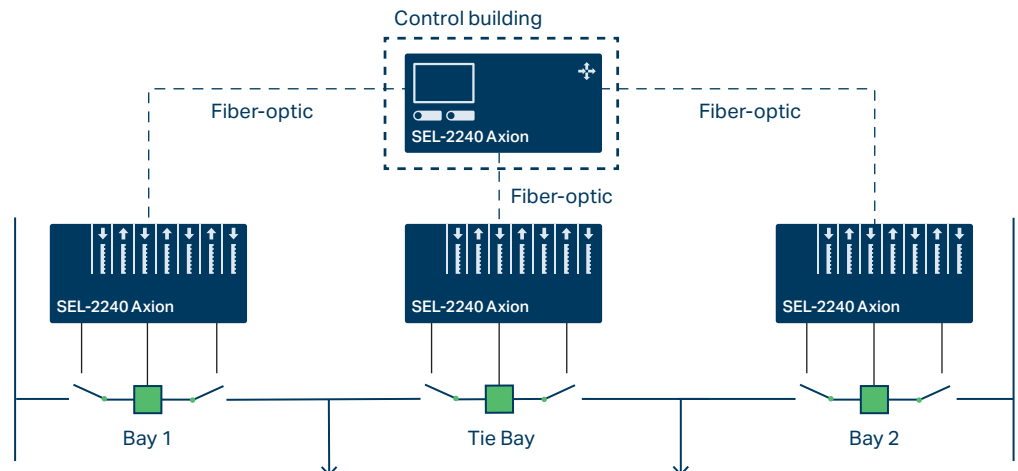 Control building
SEL-2240 Axion
Fiber-optic
Fiber-optic
Fiber-optic
SEL-2240 Axion
SEL-2240 Axion
SEL-2240 Axion
Bay 1
Tie Bay
Bay 2